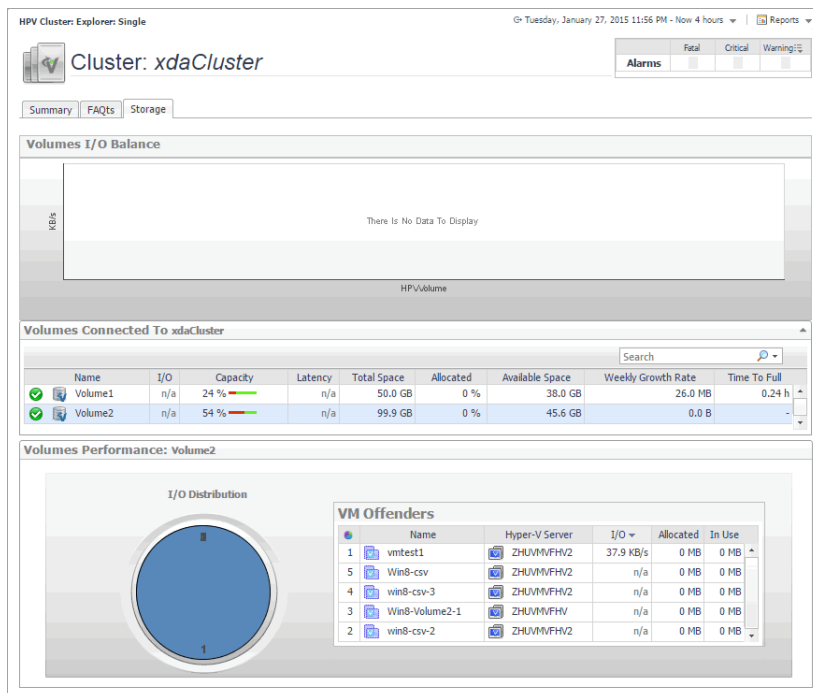 HPV Cluster: Explorer: Single
Tuesday, January 27, 2015 11:56 PM - Now 4 hours
Reports
Cluster: xdaCluster
Fatal Critical Warning
Alarms
Summary FAQts Storage
Volumes I/O Balance
KB/s
There Is No Data To Display
HPVVolume
Volumes Connected To xdaCluster
Search
Name I/O Capacity Latency Total Space Allocated Available Space Weekly Growth Rate Time To Full
Volume1 n/a 24 % n/a 50.0 GB 0 % 38.0 GB 26.0 MB 0.24 h
Volume2 n/a 54 % n/a 99.9 GB 0 % 45.6 GB 0.0 B -
Volumes Performance: Volume2
I/O Distribution
1
VM Offenders
Name Hyper-V Server I/O Allocated In Use
1 vmtest1 ZHUVMVFHV2 37.9 KB/s 0 MB 0 MB
5 Win8-csv ZHUVMVFHV2 n/a 0 MB 0 MB
4 win8-csv-3 ZHUVMVFHV2 n/a 0 MB 0 MB
3 Win8-Volume2-1 ZHUVMVFHV n/a 0 MB 0 MB
2 win8-csv-2 ZHUVMVFHV2 n/a 0 MB 0 MB